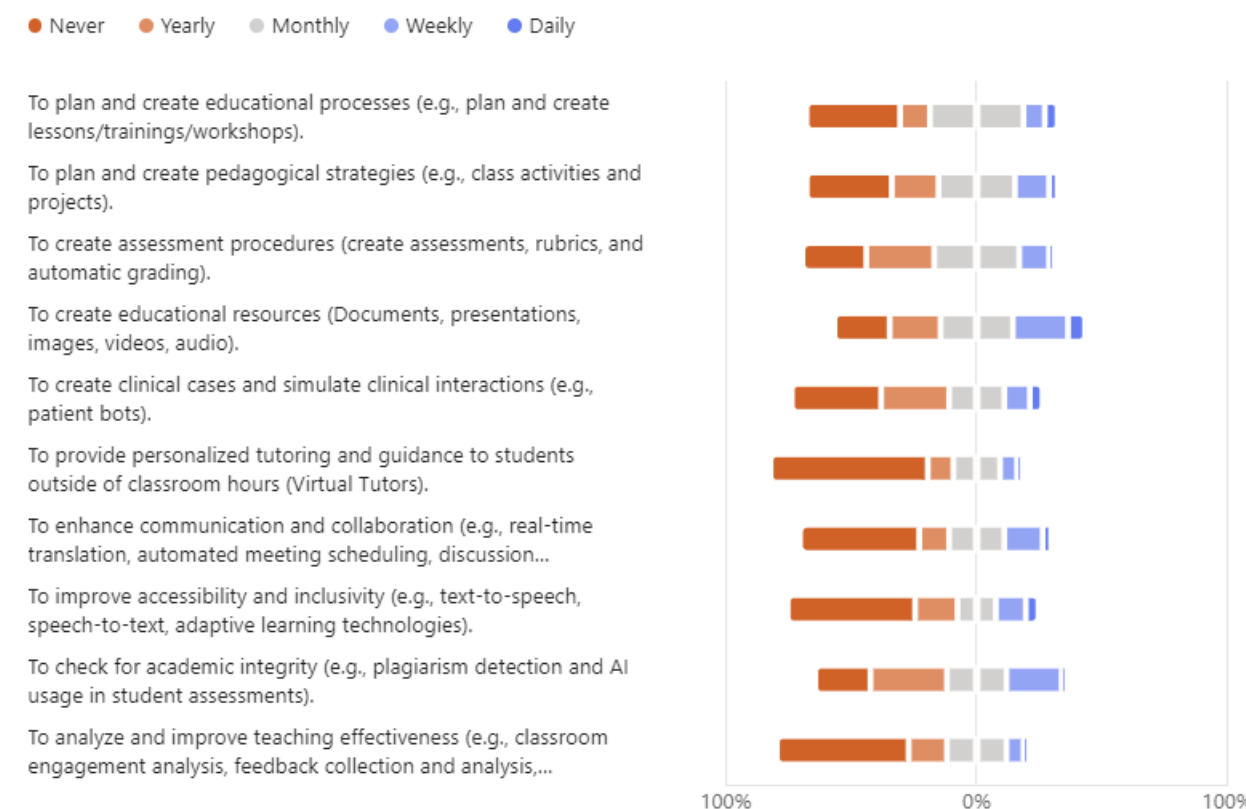 Never Yearly Monthly Weekly Daily
To plan and create educational processes (e.g., plan and create
lessons/trainings/workshops).
To plan and create pedagogical strategies (e.g., class activities and
projects).
To create assessment procedures (create assessments, rubrics, and
automatic grading).
To create educational resources (Documents, presentations,
images, videos, audio).
To create clinical cases and simulate clinical interactions (e.g.,
patient bots).
To provide personalized tutoring and guidance to students
outside of classroom hours (Virtual Tutors).
To enhance communication and collaboration (e.g., real-time
translation, automated meeting scheduling, discussion...
To improve accessibility and inclusivity (e.g., text-to-speech,
speech-to-text, adaptive learning technologies).
To check for academic integrity (e.g., plagiarism detection and AI
usage in student assessments).
To analyze and improve teaching effectiveness (e.g., classroom
engagement analysis, feedback collection and analysis,...
100% 0% 100%